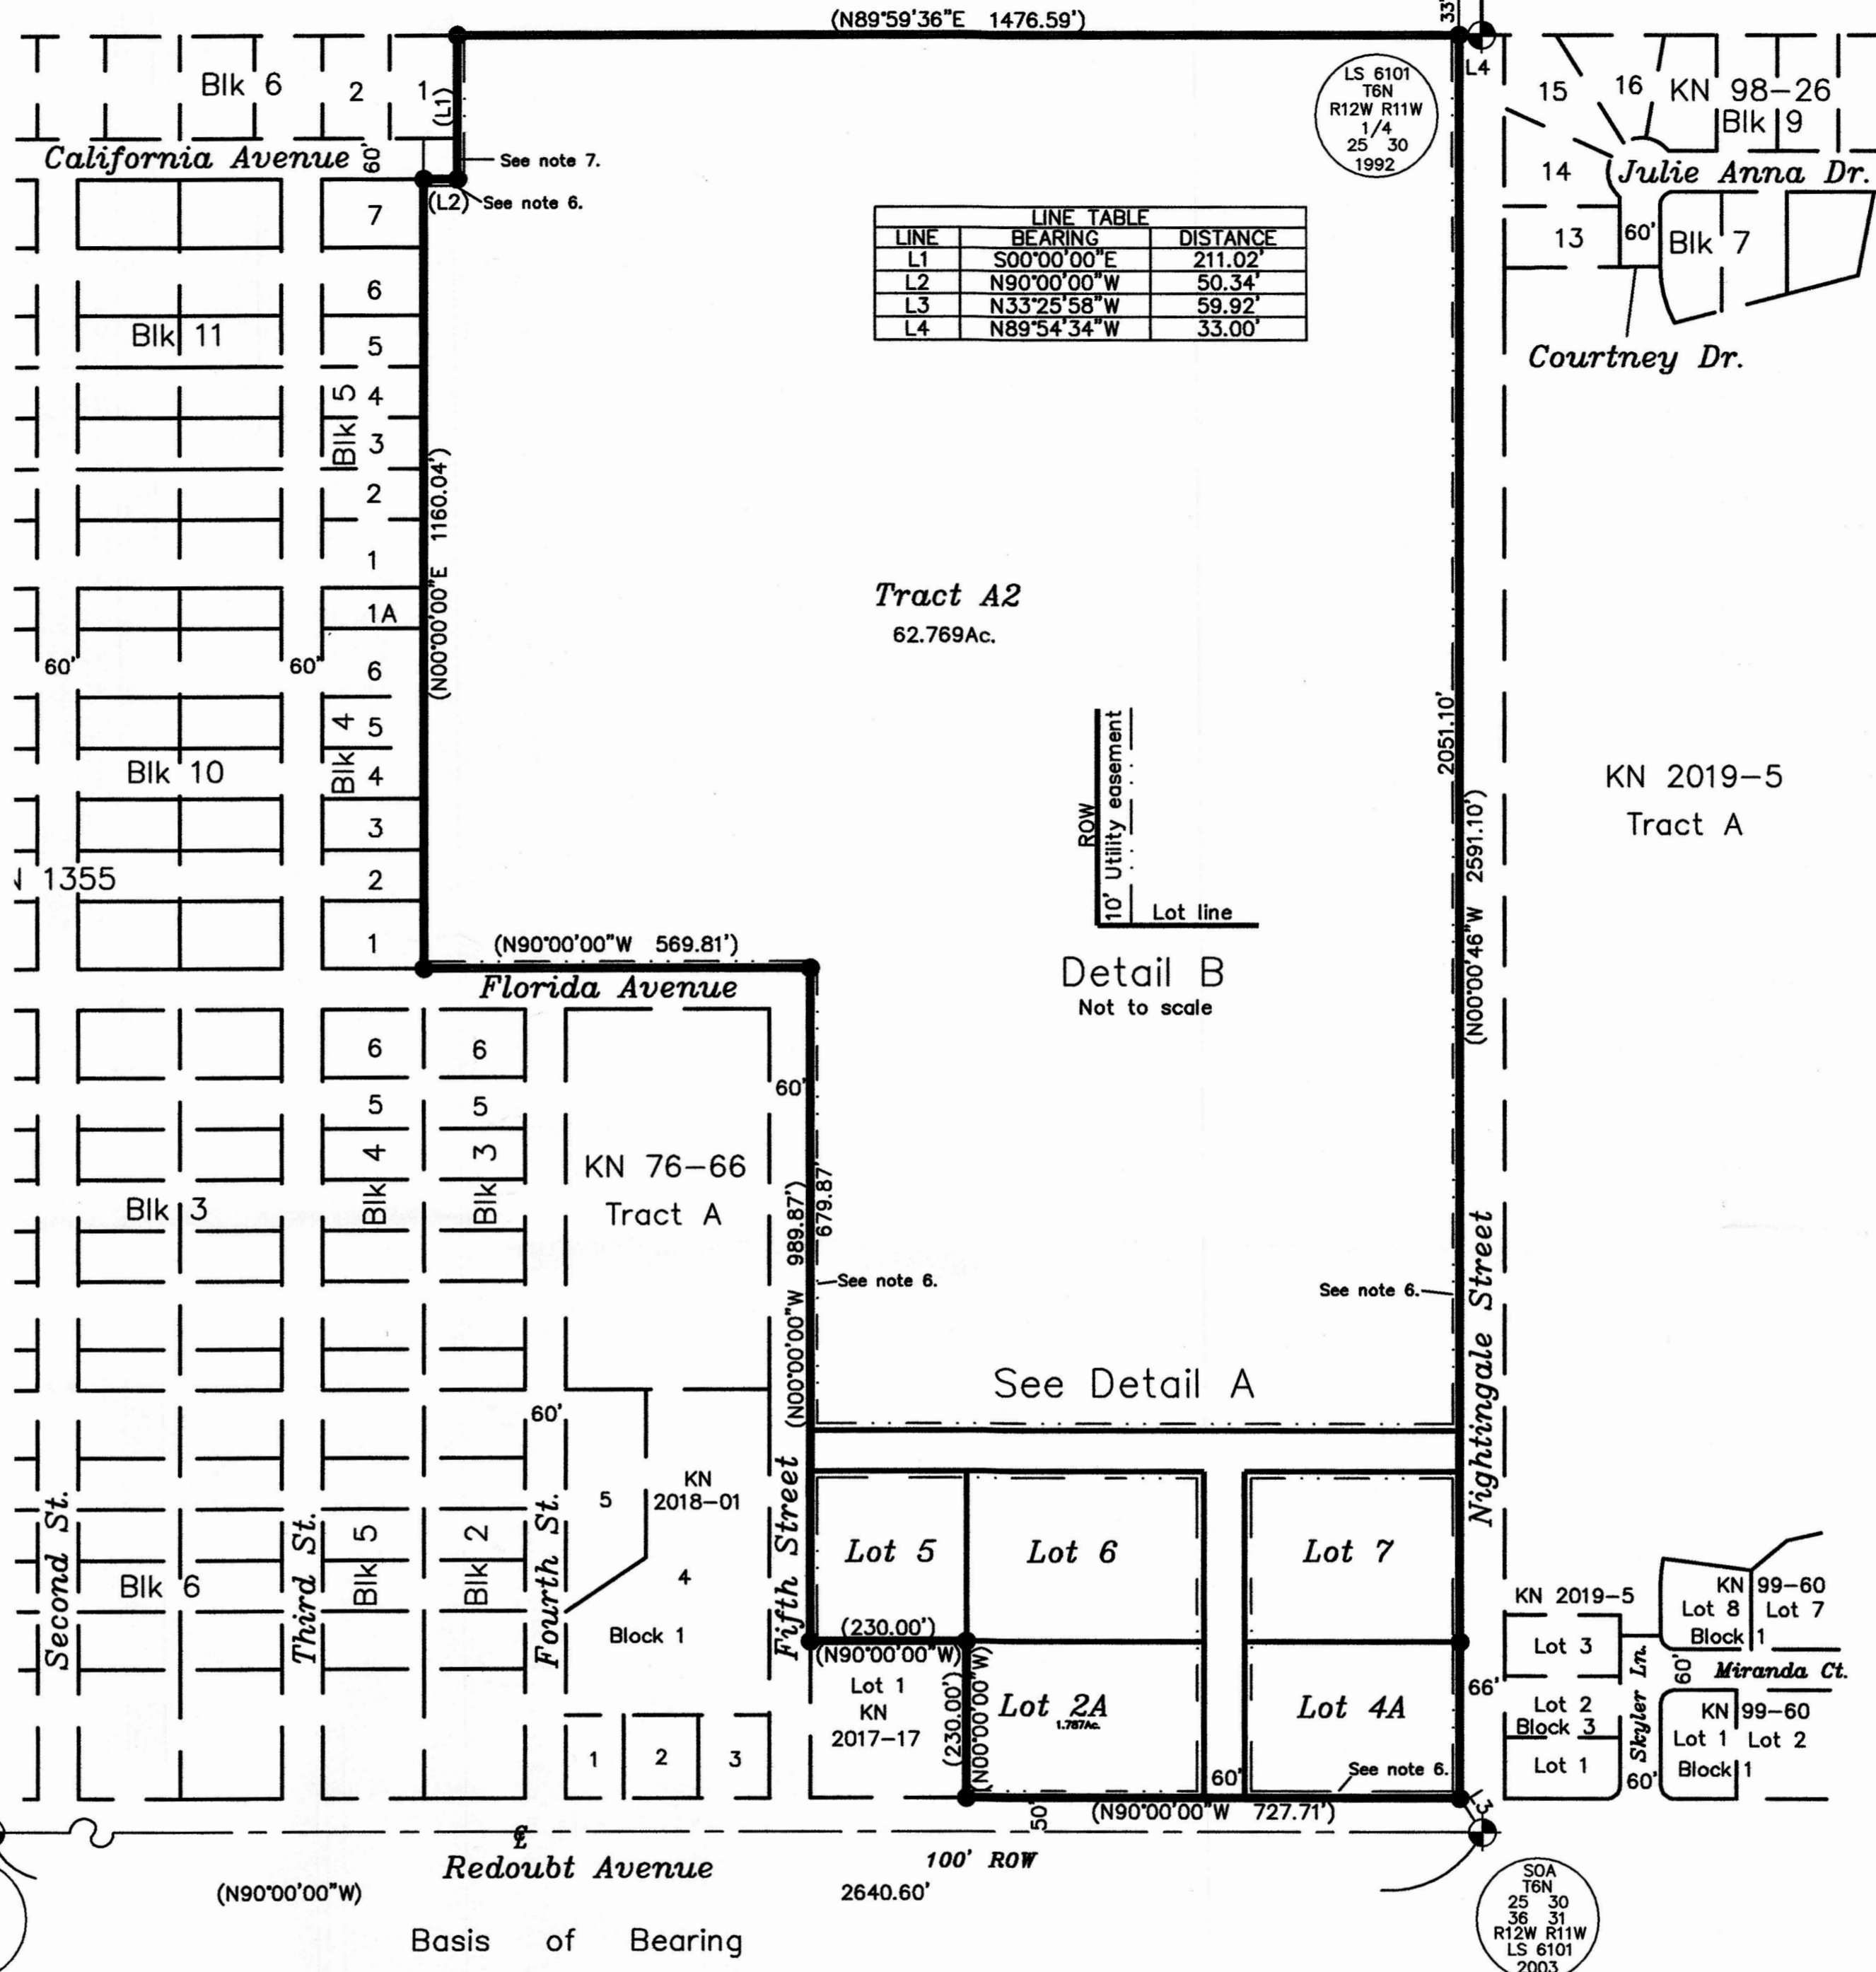 (N89°59'36"E 1476.59')
33'
L4
Blk 6
2
1
(L1)
California Avenue
60'
See note 7.
(L2)
See note 6.
LS 6101
T6N
R12W R11W
1/4
25 30
1992
15
16
KN 98-26
Blk 9
14
Julie Anna Dr.
13
60'
Blk 7
Courtney Dr.
LINE TABLE
LINE BEARING DISTANCE
L1 S00°00'00"E 211.02'
L2 N90°00'00"W 50.34'
L3 N33°25'58"W 59.92'
L4 N89°54'34"W 33.00'
7
6
Blk 11
5
Blk 5
4
3
2
1
(N00°00'00"E 1160.04')
1A
60'
60'
6
Blk 4
5
Blk 10
4
3
1355
2
1
Tract A2
62.769Ac.
ROW
10' Utility easement
Lot line
Detail B
Not to scale
2051.10'
(N00°00'46"W 2591.10')
KN 2019-5
Tract A
(N90°00'00"W 569.81')
Florida Avenue
6
6
5
5
Blk 4
Blk 3
Blk 3
KN 76-66
Tract A
60'
(N00°00'00"W 989.87')
679.87'
See note 6.
See note 6.
See Detail A
Nightingale Street
60'
KN
2018-01
5
4
Block 1
Second St.
Blk 6
Third St.
Blk 5
Blk 2
Fourth St.
Fifth Street
Lot 5
Lot 6
Lot 7
(230.00')
(N90°00'00"W)
Lot 1
KN
2017-17
(230.00')
(N00°00'00"W)
Lot 2A
1.787Ac.
Lot 4A
66'
See note 6.
60'
1
2
3
50'
(N90°00'00"W 727.71')
L3
KN 2019-5
Lot 3
Lot 2
Block 3
Lot 1
Skyler Ln.
60'
KN 99-60
Lot 8 Lot 7
Block 1
60'
Miranda Ct.
KN 99-60
Lot 1 Lot 2
Block 1
Redoubt Avenue
100' ROW
(N90°00'00"W)
2640.60'
Basis of Bearing
SOA
T6N
25 30
36 31
R12W R11W
LS 6101
2003